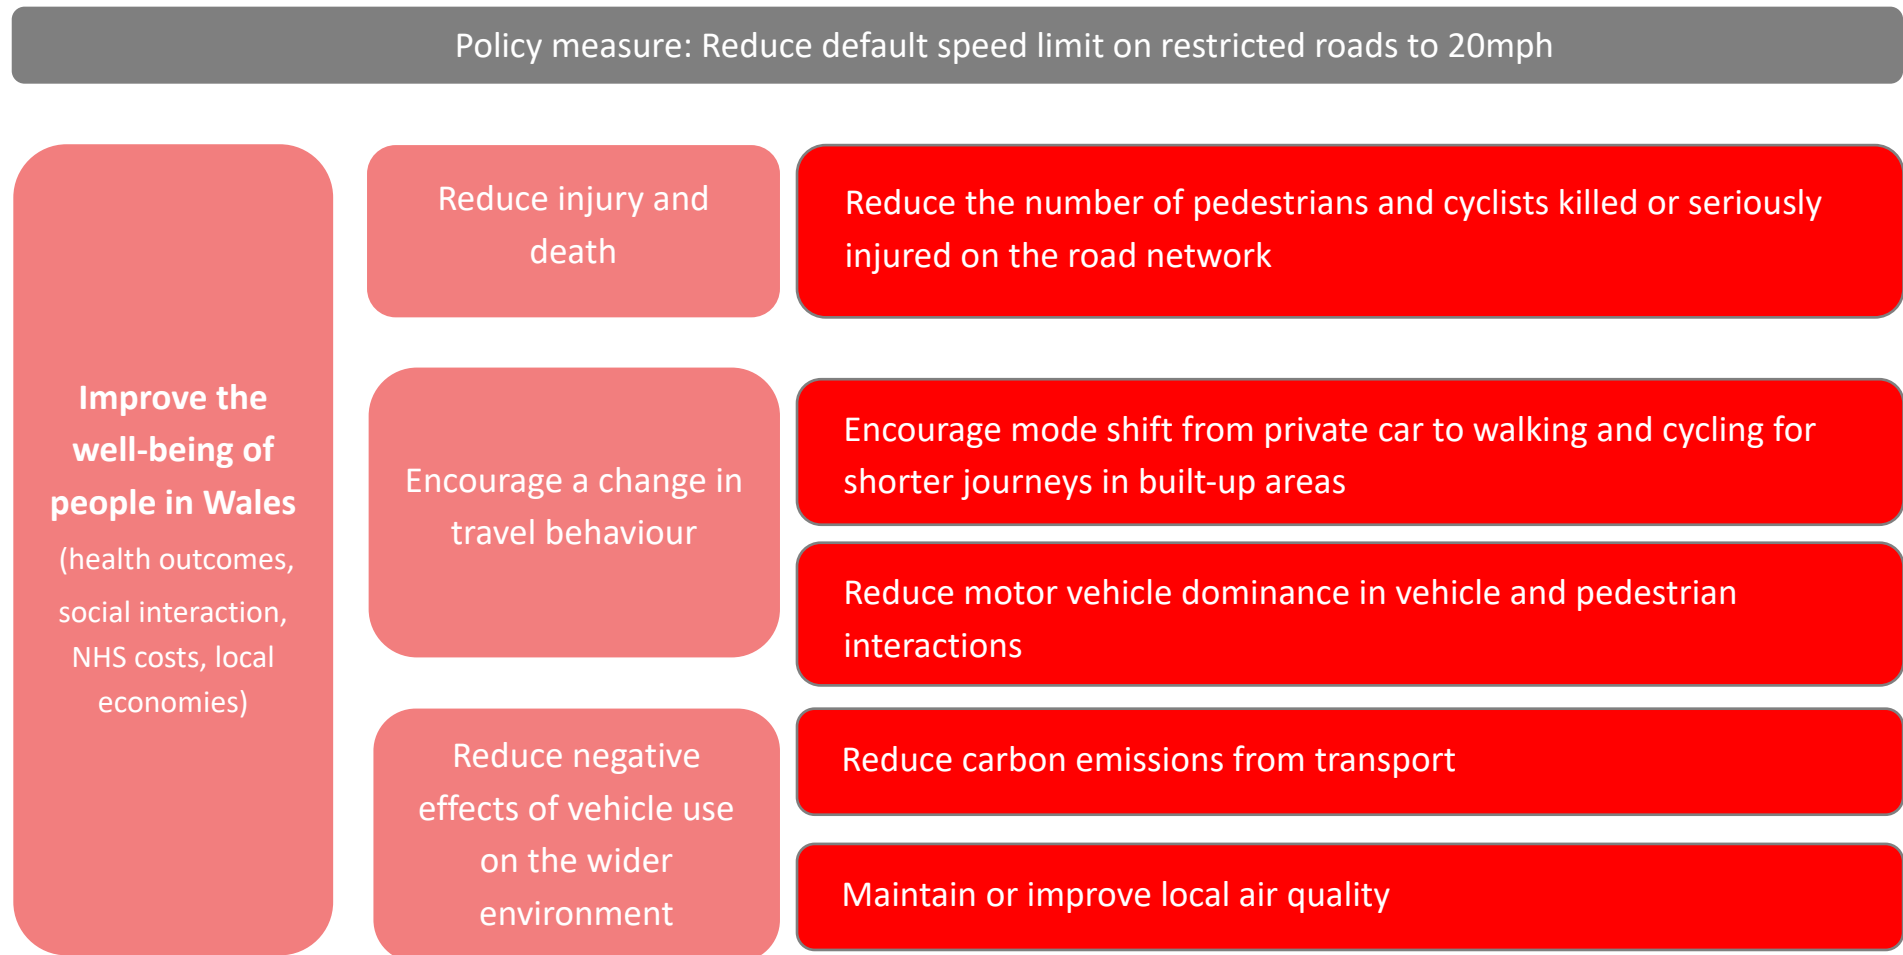 Policy measure: Reduce default speed limit on restricted roads to 20mph
Improve the
well-being of
people in Wales
(health outcomes,
social interaction,
NHS costs, local
economies)
Reduce injury and
death
Reduce the number of pedestrians and cyclists killed or seriously
injured on the road network
Encourage a change in
travel behaviour
Encourage mode shift from private car to walking and cycling for
shorter journeys in built-up areas
Reduce motor vehicle dominance in vehicle and pedestrian
interactions
Reduce negative
effects of vehicle use
on the wider
environment
Reduce carbon emissions from transport
Maintain or improve local air quality